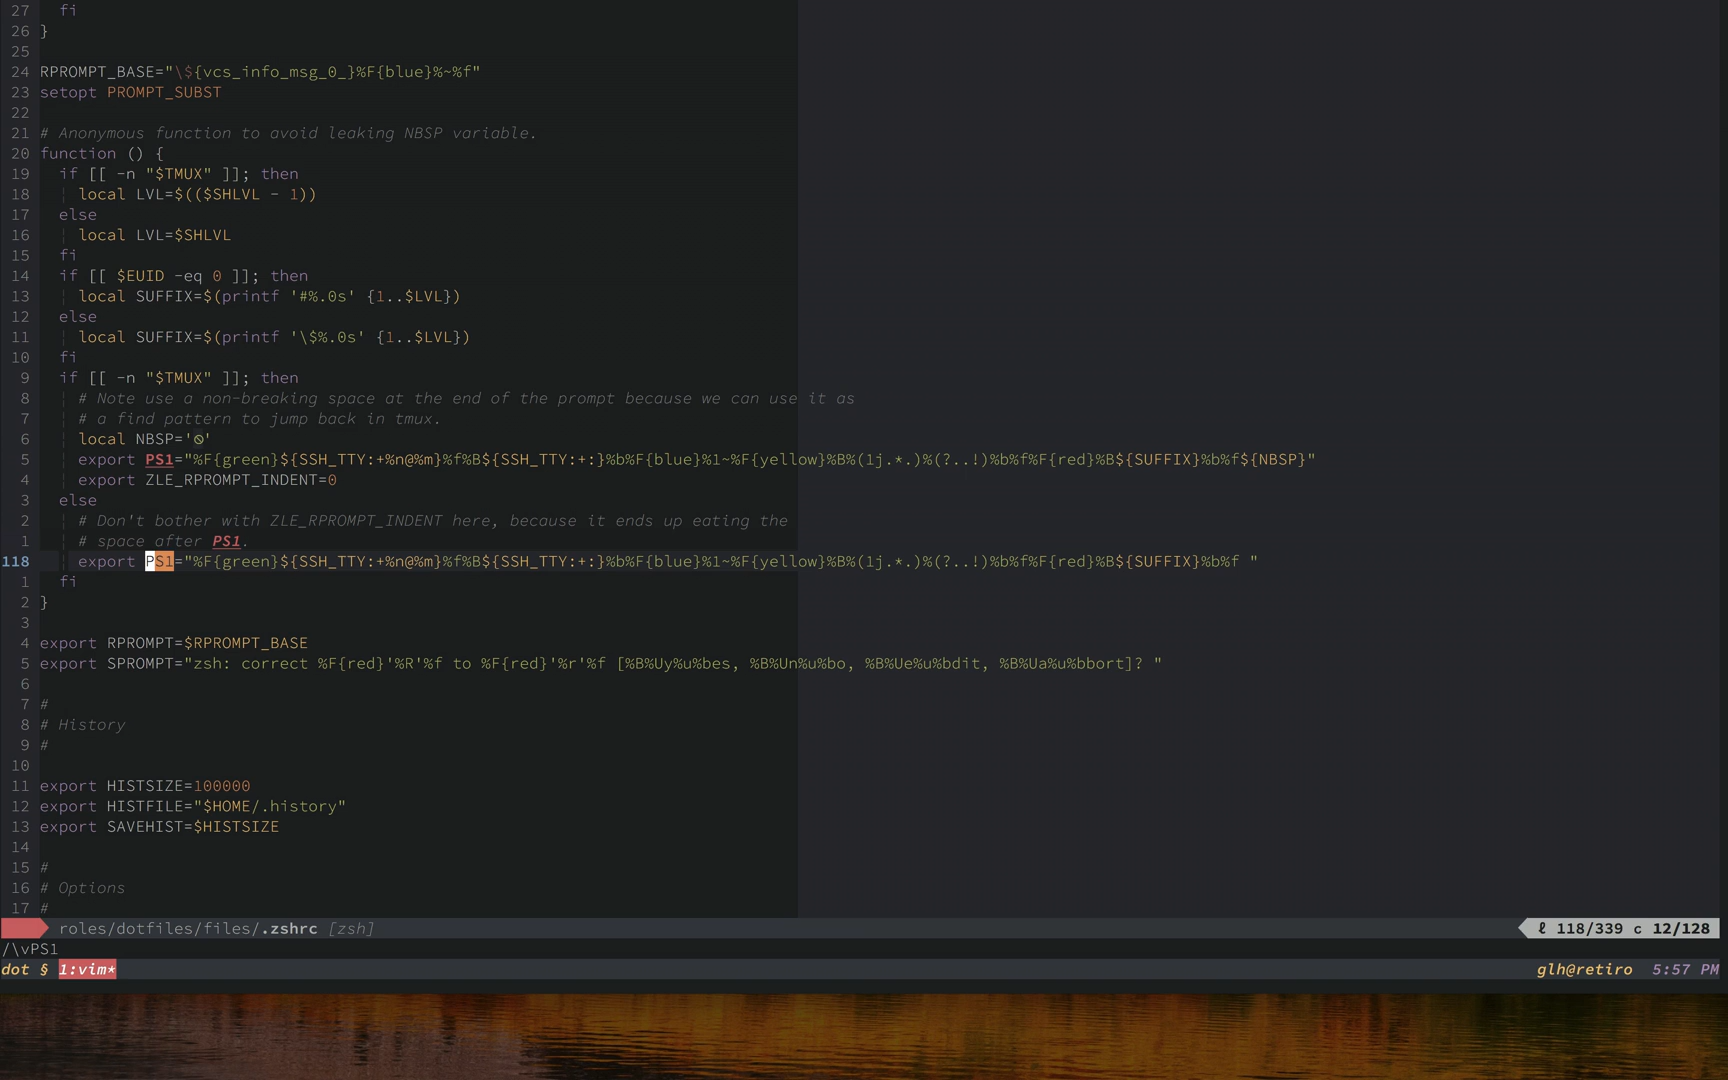 27   fi
26 }
25
24 RPROMPT_BASE="\${vcs_info_msg_0_}%F{blue}%~%f"
23 setopt PROMPT_SUBST
22
21 # Anonymous function to avoid leaking NBSP variable.
20 function () {
19   if [[ -n "$TMUX" ]]; then
18   ¦ local LVL=$(($SHLVL - 1))
17   else
16   ¦ local LVL=$SHLVL
15   fi
14   if [[ $EUID -eq 0 ]]; then
13   ¦ local SUFFIX=$(printf '#%.0s' {1..$LVL})
12   else
11   ¦ local SUFFIX=$(printf '\$%.0s' {1..$LVL})
10   fi
9   if [[ -n "$TMUX" ]]; then
8   ¦ # Note use a non-breaking space at the end of the prompt because we can use it as
7   ¦ # a find pattern to jump back in tmux.
6   ¦ local NBSP='⦸'
5   ¦ export PS1="%F{green}${SSH_TTY:+%n@%m}%f%B${SSH_TTY:+:}%b%F{blue}%1~%F{yellow}%B%(1j.*.)%(?..!)%b%f%F{red}%B${SUFFIX}%b%f${NBSP}"
4   ¦ export ZLE_RPROMPT_INDENT=0
3   else
2   ¦ # Don't bother with ZLE_RPROMPT_INDENT here, because it ends up eating the
1   ¦ # space after PS1.
118   ¦ export PS1="%F{green}${SSH_TTY:+%n@%m}%f%B${SSH_TTY:+:}%b%F{blue}%1~%F{yellow}%B%(1j.*.)%(?..!)%b%f%F{red}%B${SUFFIX}%b%f "
1   fi
2 }
3
4 export RPROMPT=$RPROMPT_BASE
5 export SPROMPT="zsh: correct %F{red}'%R'%f to %F{red}'%r'%f [%B%Uy%u%bes, %B%Un%u%bo, %B%Ue%u%bdit, %B%Ua%u%bbort]? "
6
7 #
8 # History
9 #
10
11 export HISTSIZE=100000
12 export HISTFILE="$HOME/.history"
13 export SAVEHIST=$HISTSIZE
14
15 #
16 # Options
17 #
roles/dotfiles/files/.zshrc [zsh] ℓ 118/339 c 12/128
/\vPS1
dot § 1:vim* glh@retiro 5:57 PM